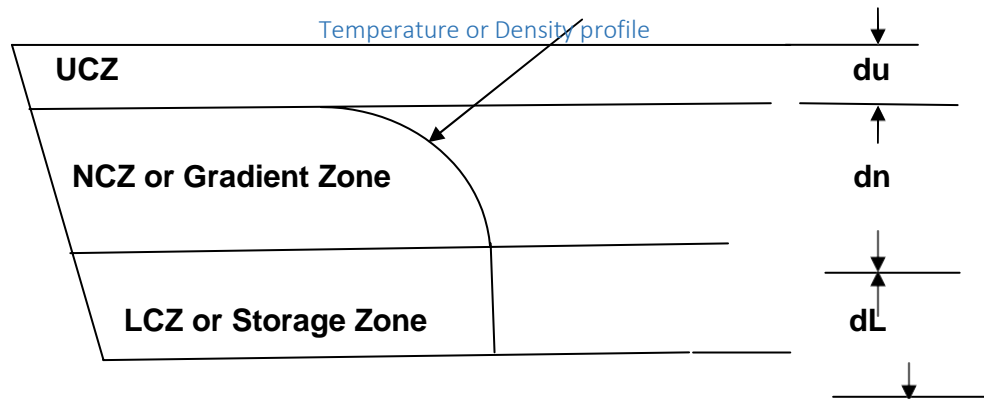 Temperature or Density profile
UCZ
du
NCZ or Gradient Zone
dn
LCZ or Storage Zone
dL